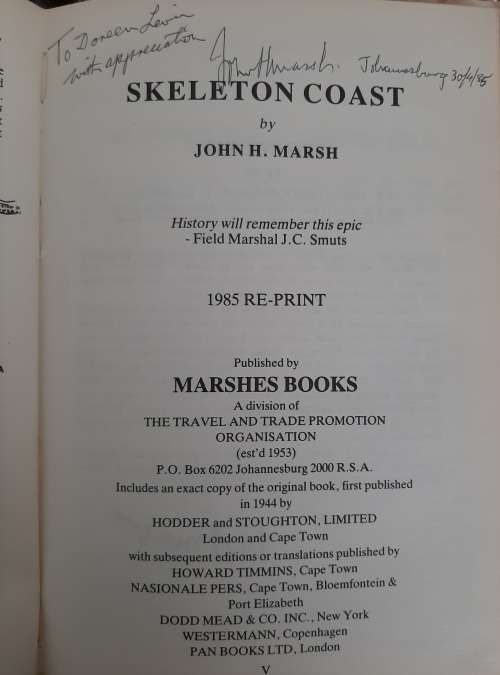 To Doreen Levin
with appreciation
John H Marsh. Johannesburg 30/4/85
SKELETON COAST
by
JOHN H. MARSH
History will remember this epic
- Field Marshal J.C. Smuts
1985 RE-PRINT
Published by
MARSHES BOOKS
A division of
THE TRAVEL AND TRADE PROMOTION
ORGANISATION
(est'd 1953)
P.O. Box 6202 Johannesburg 2000 R.S.A.
Includes an exact copy of the original book, first published
in 1944 by
HODDER and STOUGHTON, LIMITED
London and Cape Town
with subsequent editions or translations published by
HOWARD TIMMINS, Cape Town
NASIONALE PERS, Cape Town, Bloemfontein &
Port Elizabeth
DODD MEAD & CO. INC., New York
WESTERMANN, Copenhagen
PAN BOOKS LTD, London
V